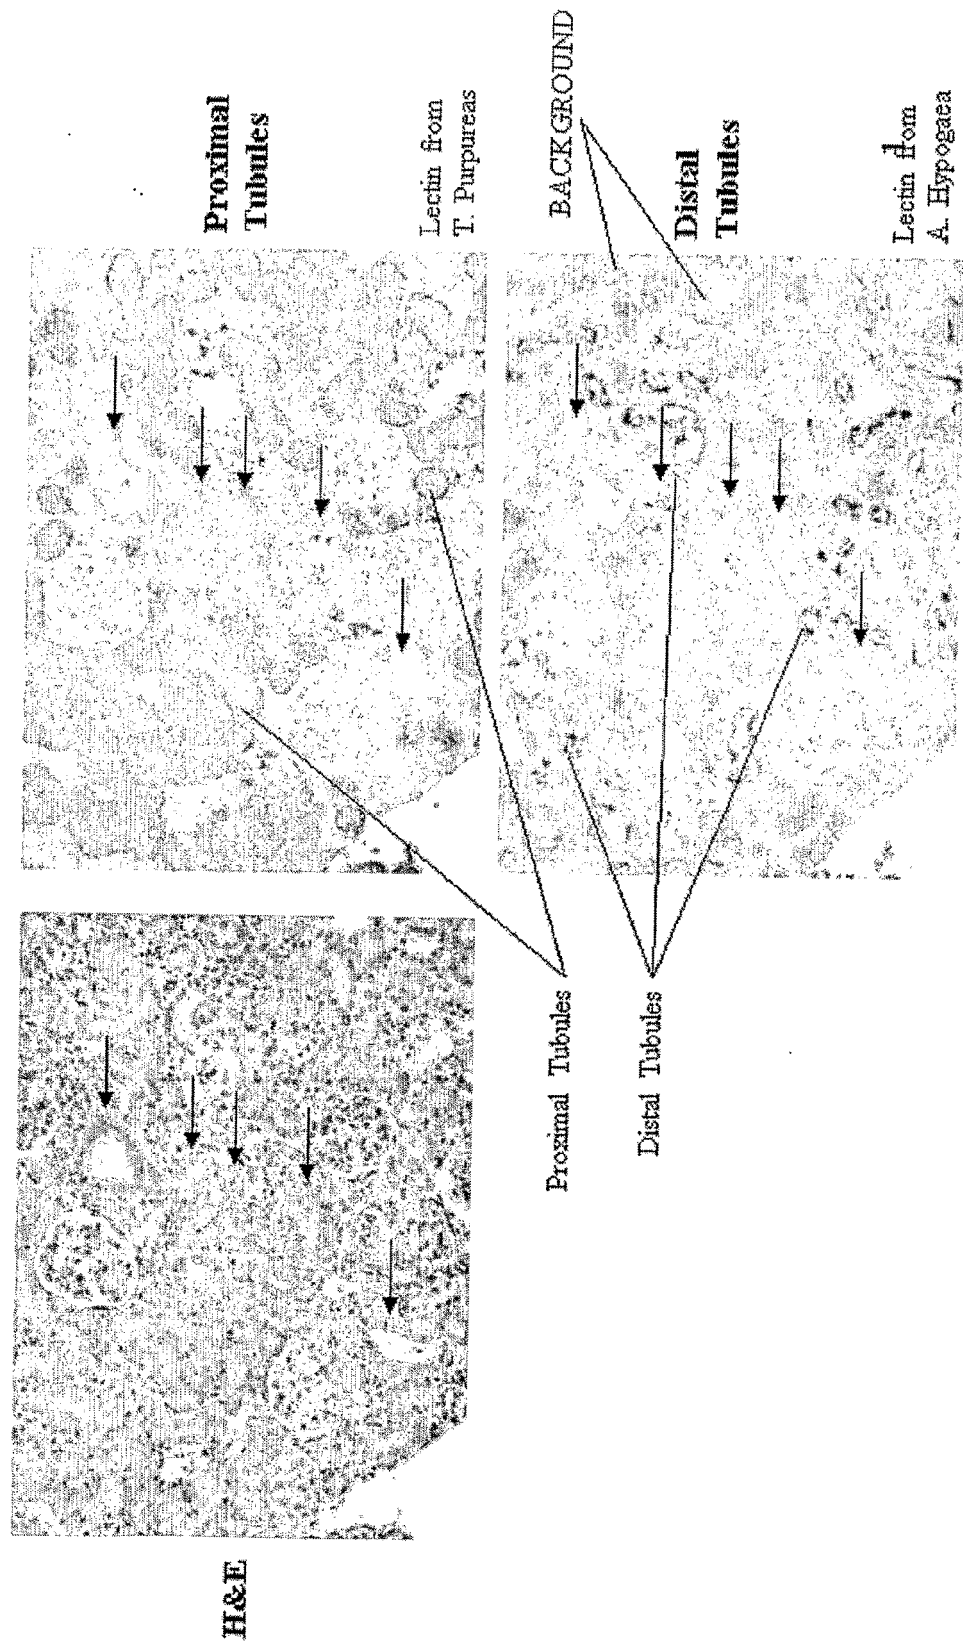 H&E
Proximal
Tubules
Lectin from
T. Purpureas
BACKGROUND
Distal
Tubules
Lectin from
A. Hypogaea
Proximal Tubules
Distal Tubules